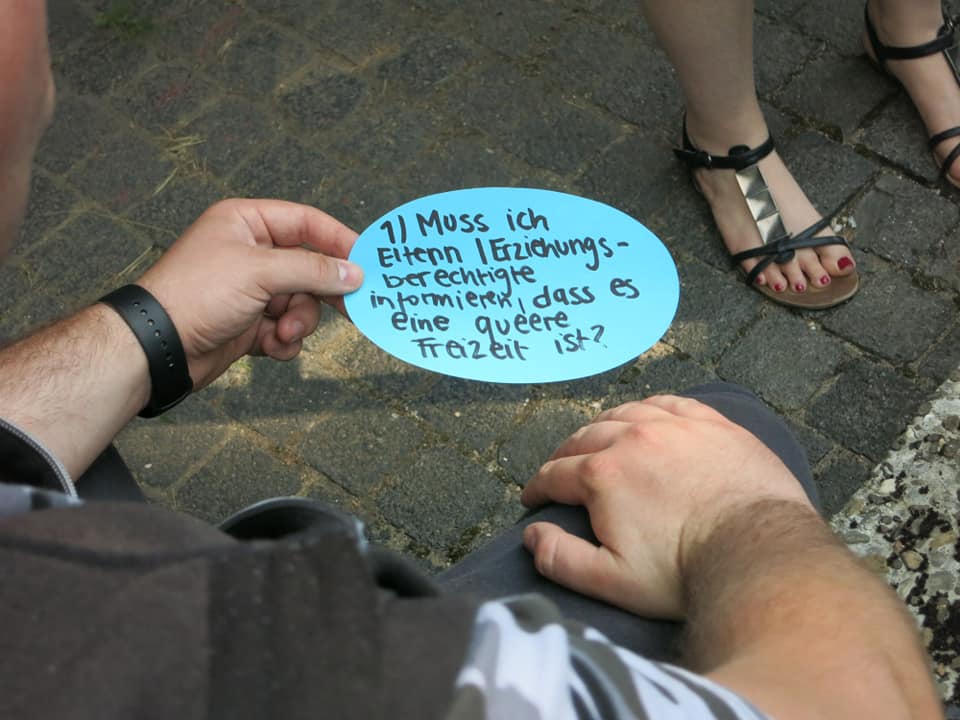 1) Muss ich
Eltern / Erziehungs-
berechtigte
informieren, dass es
eine queere
Freizeit ist?